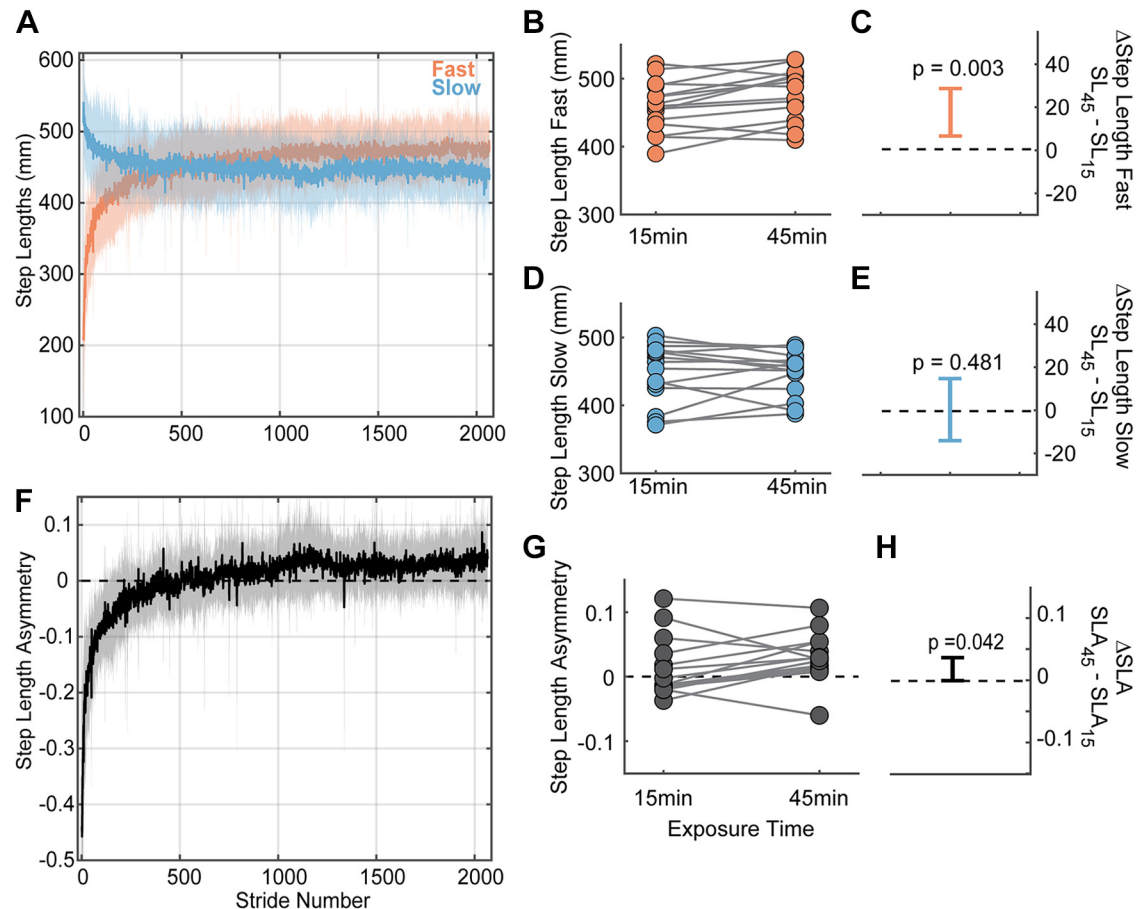 A
Step Lengths (mm)
600
500
400
300
200
100
Fast
Slow
0
500
1000
1500
2000
B
Step Length Fast (mm)
500
400
300
15min
45min
C
p = 0.003
40
20
0
-20
ΔStep Length Fast
SL45 - SL15
D
Step Length Slow (mm)
500
400
300
15min
45min
E
p = 0.481
40
20
0
-20
ΔStep Length Slow
SL45 - SL15
F
Step Length Asymmetry
0.1
0
-0.1
-0.2
-0.3
-0.4
-0.5
0
500
1000
1500
2000
Stride Number
G
Step Length Asymmetry
0.1
0
-0.1
15min
45min
Exposure Time
H
p =0.042
0.1
0
-0.1
ΔSLA
SLA45 - SLA15